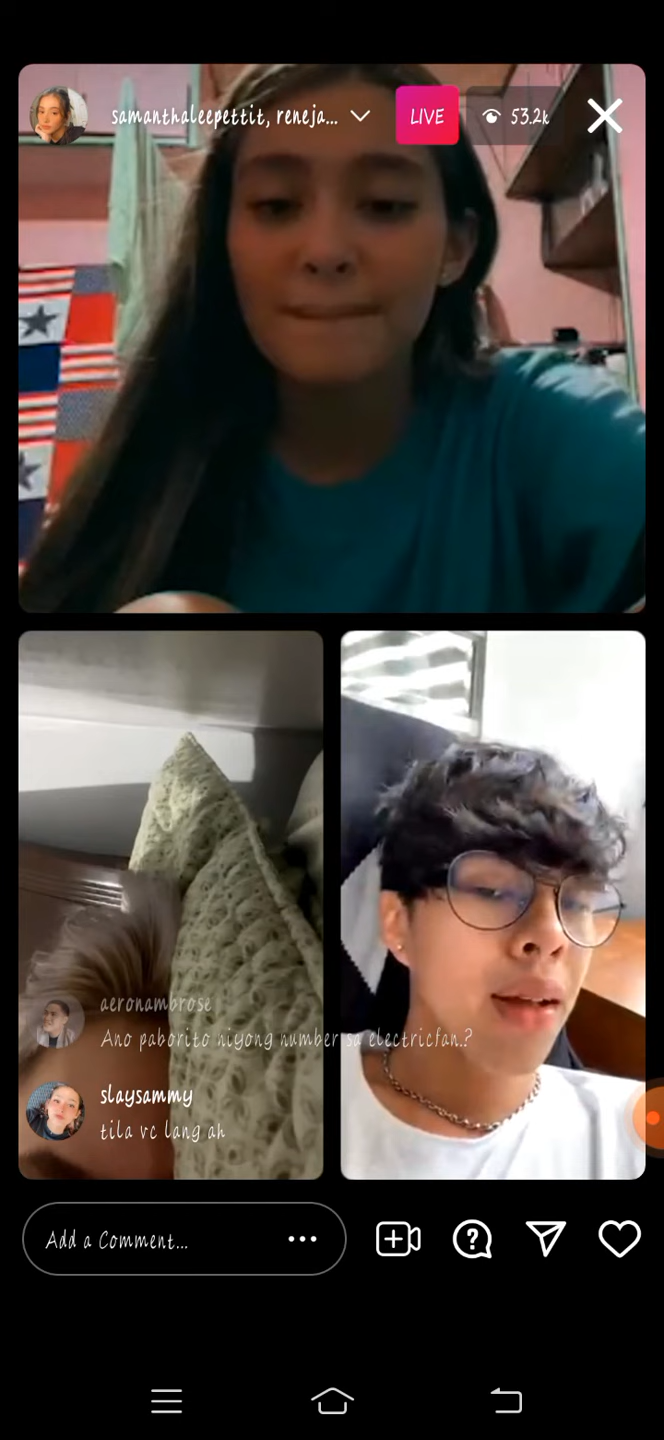 samanthaleepettit, reneja...
LIVE
53.2k
aeronambrose
Ano paborito niyong number sa electricfan.?
slaysammy
tila vc lang ah
Add a Comment...